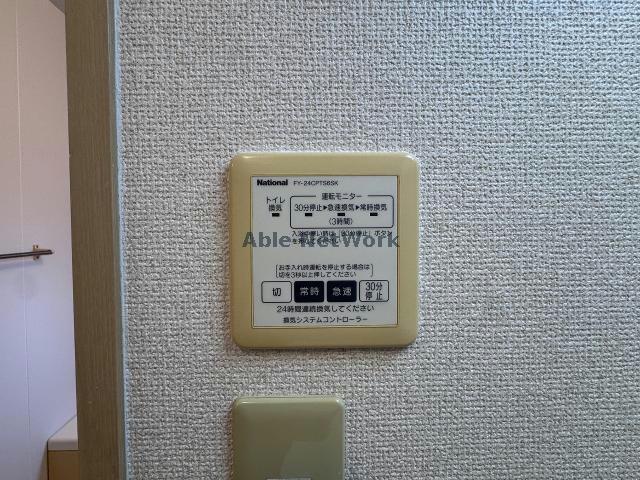 National FY-24CPTS6SK
トイレ換気
運転モニター
30分停止▶急速換気▶常時換気
(3時間)
AbleNetWork
お手入れ時運転を停止する場合は
切を3秒以上押してください
切 常時 急速 30分停止
24時間連続換気してください
換気システムコントローラー